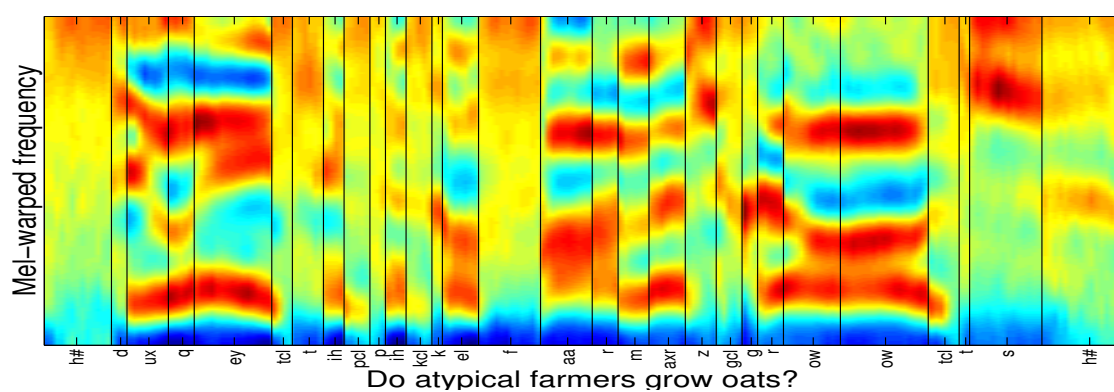 Mel-warped frequency
h# d ux q ey tcl t ih pcl p ih kcl k el f aa r m axr z gcl g r ow ow tcl t s h#
Do atypical farmers grow oats?